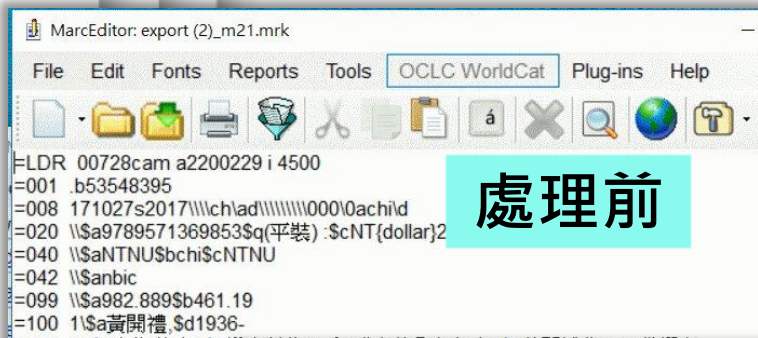 MarcEditor: export (2)_m21.mrk
File Edit Fonts Reports Tools OCLC WorldCat Plug-ins Help
á
處理前
=LDR 00728cam a2200229 i 4500
=001 .b53548395
=008 171027s2017\\\\ch\ad\\\\\\\\\000\0achi\d
=020 \\$a9789571369853$q(平裝) :$cNT{dollar}2
=040 \\$aNTNU$bchi$cNTNU
=042 \\$anbic
=099 \\$a982.889$b461.19
=100 1\$a黃開禮,$d1936-